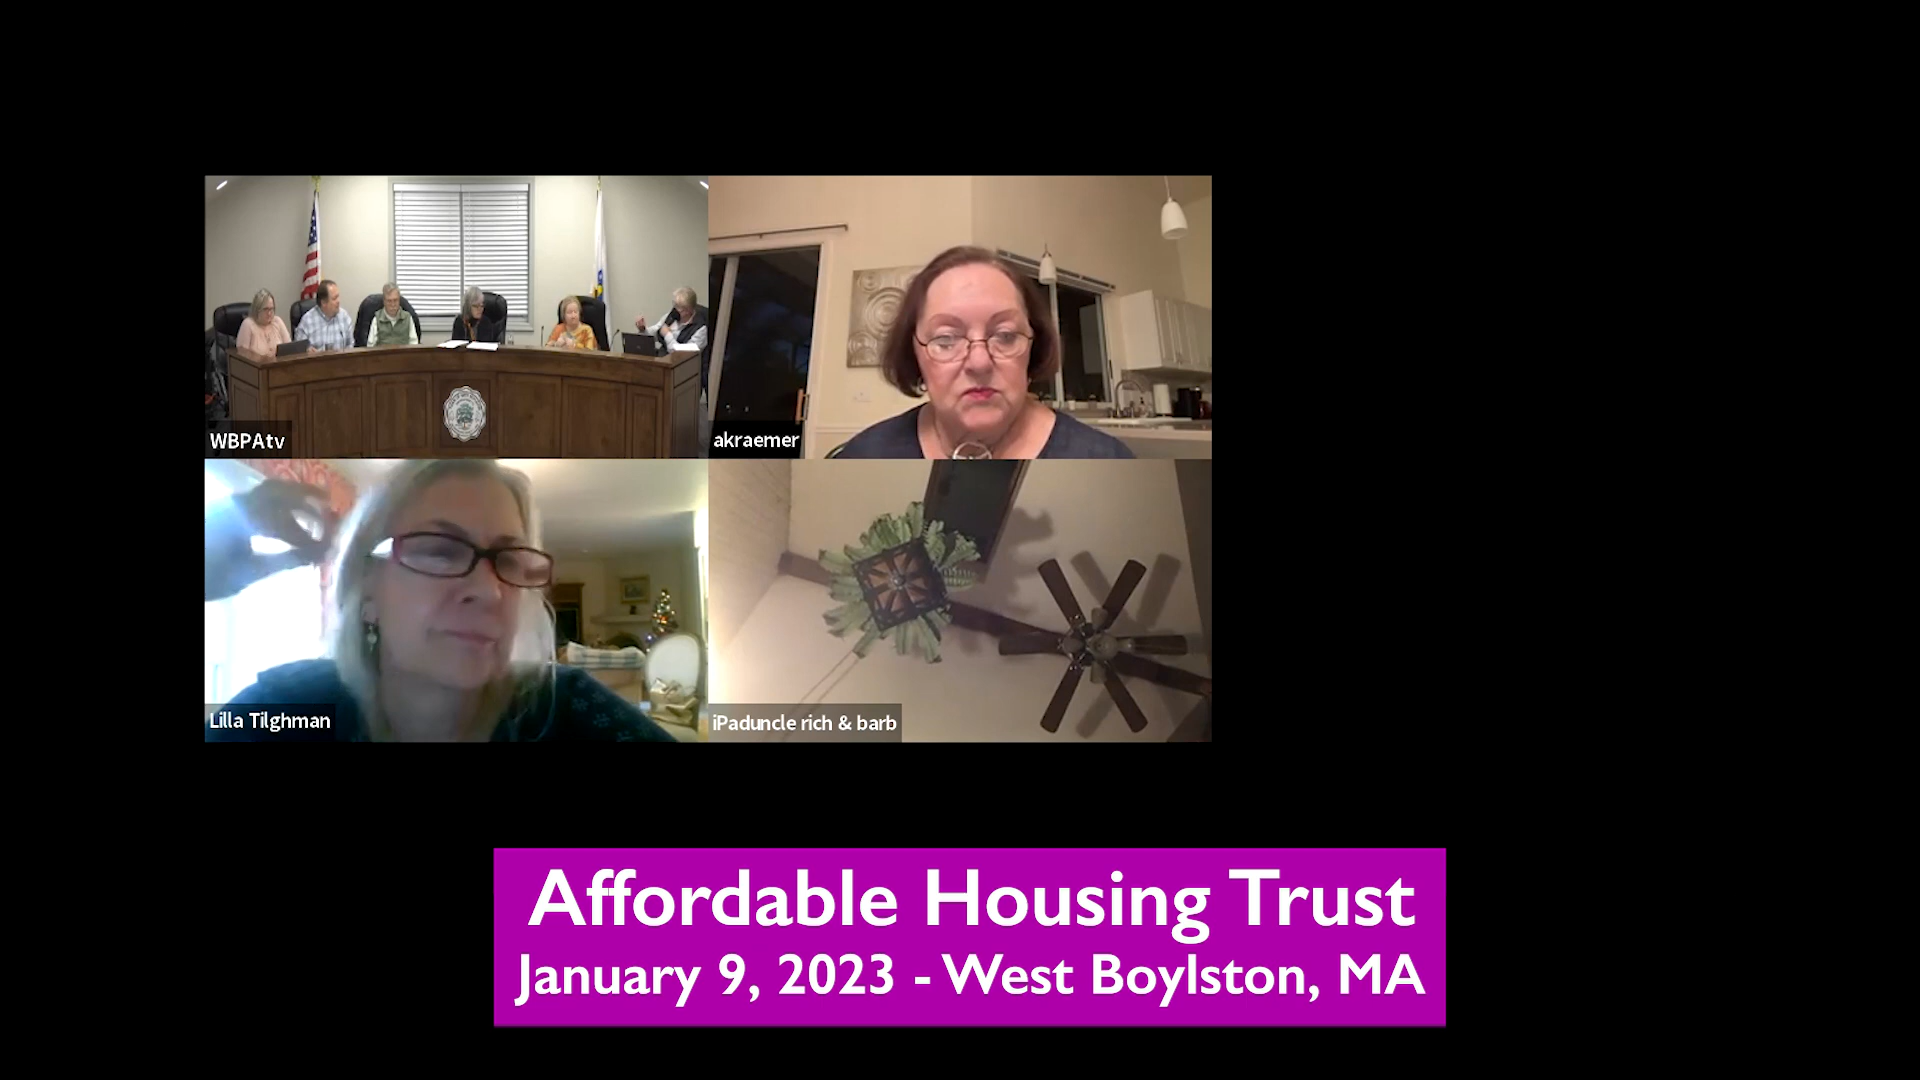 WBPAtv
akraemer
Lilla Tilghman
iPaduncle rich & barb
Affordable Housing Trust
January 9, 2023 - West Boylston, MA